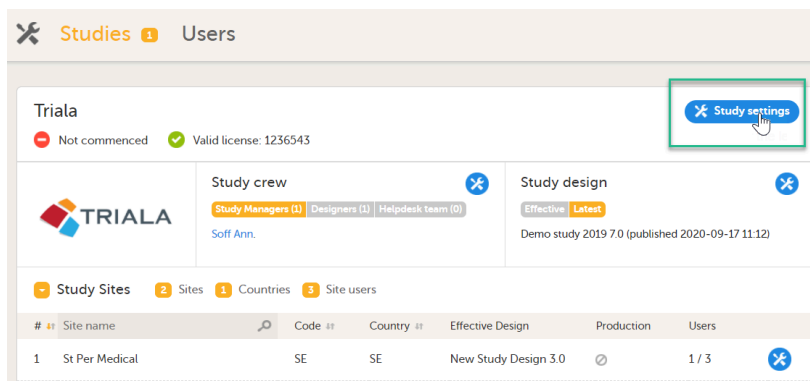 Studies 1 Users
Triala
Study settings
Not commenced Valid license: 1236543
TRIALA
Study crew
Study Managers (1) Designers (1) Helpdesk team (0)
Soff Ann.
Study design
Effective Latest
Demo study 2019 7.0 (published 2020-09-17 11:12)
Study Sites 2 Sites 1 Countries 3 Site users
# Site name Code Country Effective Design Production Users
1 St Per Medical SE SE New Study Design 3.0 1 / 3